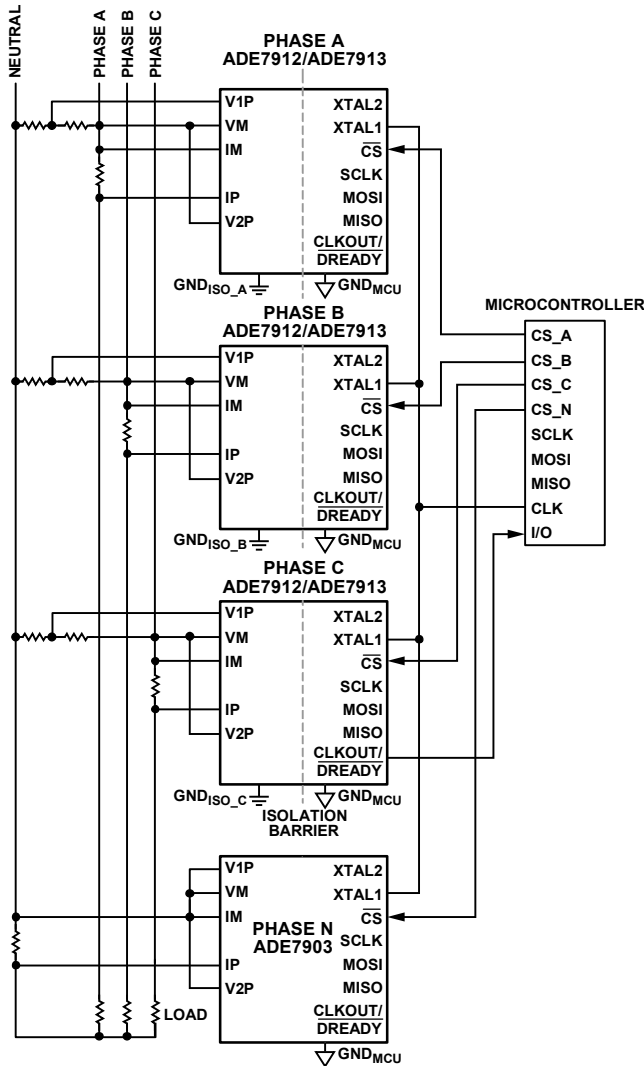 NEUTRAL
PHASE A
PHASE B
PHASE C
PHASE A
ADE7912/ADE7913
V1P
VM
IM
IP
V2P
XTAL2
XTAL1
CS
SCLK
MOSI
MISO
CLKOUT/
DREADY
GNDISO_A
GNDMCU
PHASE B
ADE7912/ADE7913
V1P
VM
IM
IP
V2P
XTAL2
XTAL1
CS
SCLK
MOSI
MISO
CLKOUT/
DREADY
GNDISO_B
GNDMCU
PHASE C
ADE7912/ADE7913
V1P
VM
IM
IP
V2P
XTAL2
XTAL1
CS
SCLK
MOSI
MISO
CLKOUT/
DREADY
GNDISO_C
GNDMCU
ISOLATION
BARRIER
V1P
VM
IM
IP
V2P
PHASE N
ADE7903
XTAL2
XTAL1
CS
SCLK
MOSI
MISO
CLKOUT/
DREADY
GNDMCU
LOAD
MICROCONTROLLER
CS_A
CS_B
CS_C
CS_N
SCLK
MOSI
MISO
CLK
I/O